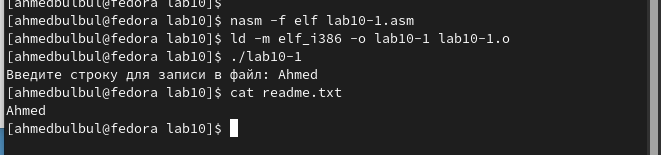 [ahmedbulbul@fedora lab10]$
[ahmedbulbul@fedora lab10]$ nasm -f elf lab10-1.asm
[ahmedbulbul@fedora lab10]$ ld -m elf_i386 -o lab10-1 lab10-1.o
[ahmedbulbul@fedora lab10]$ ./lab10-1
Введите строку для записи в файл: Ahmed
[ahmedbulbul@fedora lab10]$ cat readme.txt
Ahmed
[ahmedbulbul@fedora lab10]$